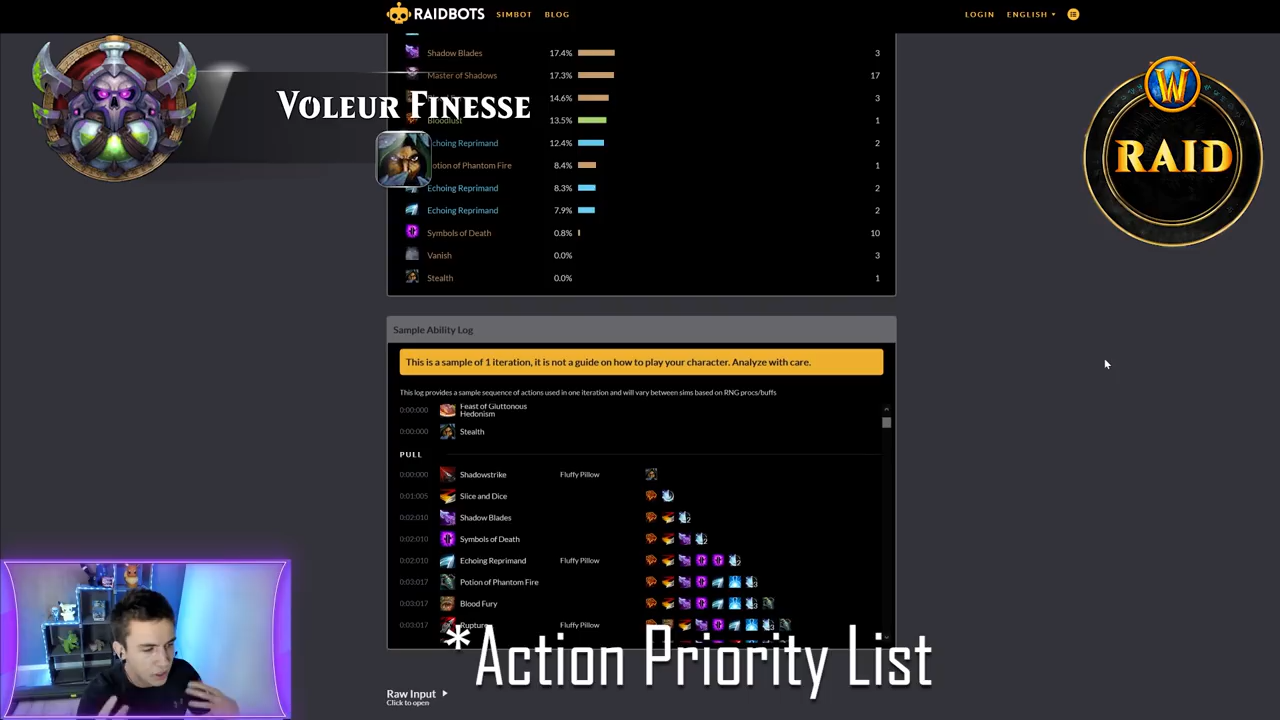 RAIDBOTS SIMBOT BLOG LOGIN ENGLISH
Shadow Blades 17.4% 3
Master of Shadows 17.3% 17
VOLEUR FINESSE
14.6% 3
Bloodlust 13.5% 1
Echoing Reprimand 12.4% 2
Potion of Phantom Fire 8.4% 1
Echoing Reprimand 8.3% 2
Echoing Reprimand 7.9% 2
Symbols of Death 0.8% 10
Vanish 0.0% 3
Stealth 0.0% 1
W
RAID
Sample Ability Log
This is a sample of 1 iteration, it is not a guide on how to play your character. Analyze with care.
This log provides a sample sequence of actions used in one iteration and will vary between sims based on RNG procs/buffs
0:00:000 Feast of Gluttonous
Hedonism
0:00:000 Stealth
PULL
0:00:000 Shadowstrike Fluffy Pillow
0:01:005 Slice and Dice
0:02:010 Shadow Blades
0:02:010 Symbols of Death
0:02:010 Echoing Reprimand Fluffy Pillow
0:03:017 Potion of Phantom Fire
0:03:017 Blood Fury
0:03:017 Rupture Fluffy Pillow
*Action Priority List
Raw Input
Click to open